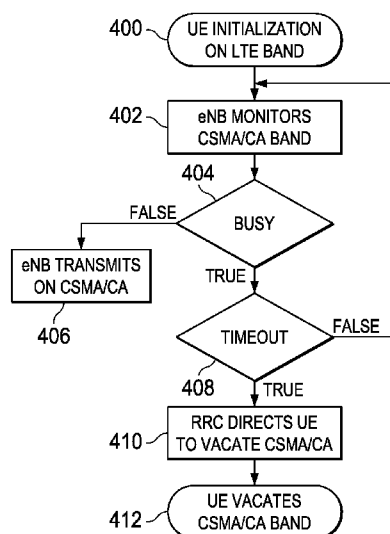 400
UE INITIALIZATION
ON LTE BAND
402
eNB MONITORS
CSMA/CA BAND
404
BUSY
FALSE
TRUE
eNB TRANSMITS
ON CSMA/CA
406
TIMEOUT
FALSE
408
TRUE
410
RRC DIRECTS UE
TO VACATE CSMA/CA
412
UE VACATES
CSMA/CA BAND